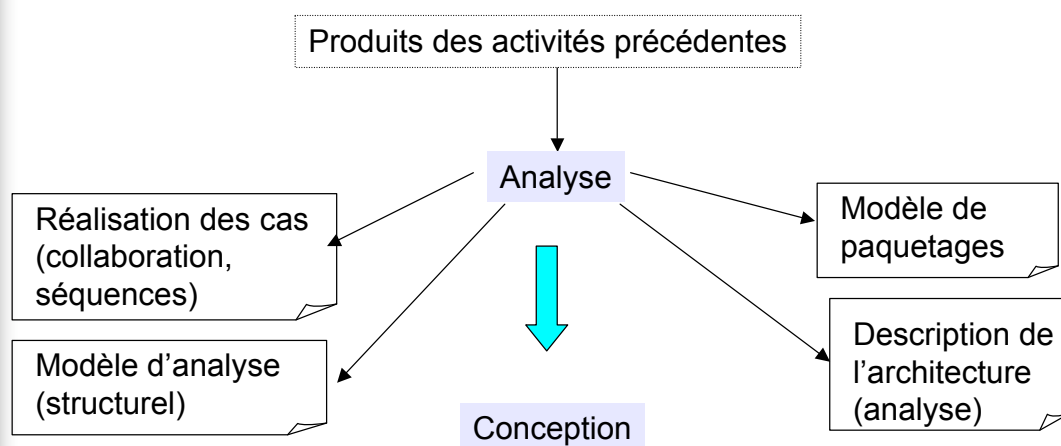 Produits des activités précédentes
Analyse
Réalisation des cas
(collaboration,
séquences)
Modèle de
paquetages
Modèle d'analyse
(structurel)
Description de
l'architecture
(analyse)
Conception